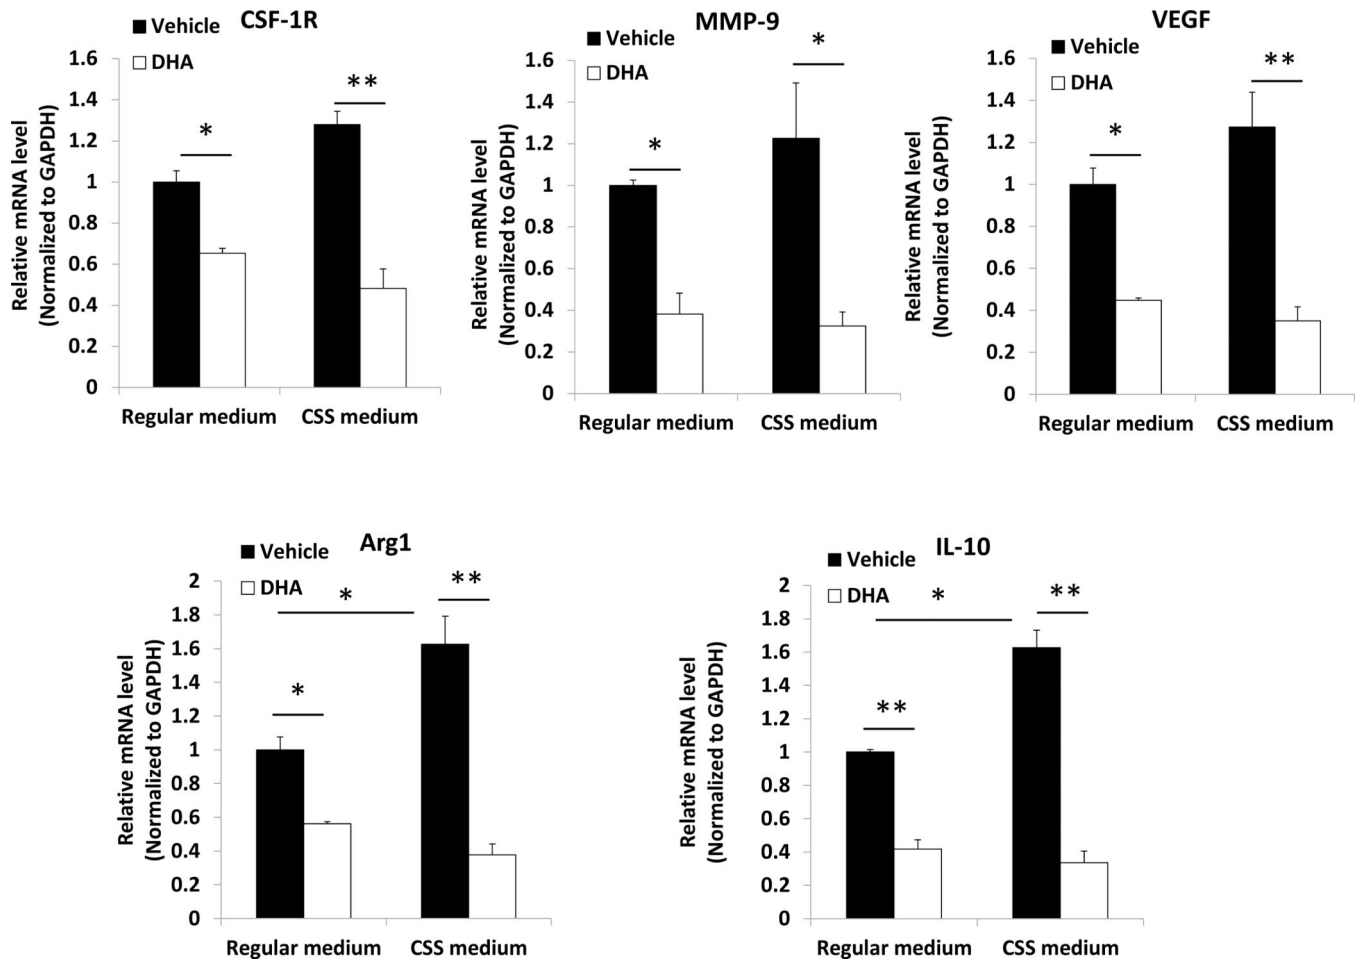 CSF-1R
Vehicle
DHA
Relative mRNA level
(Normalized to GAPDH)
1.6
1.4
1.2
1
0.8
0.6
0.4
0.2
0
**
*
Regular medium
CSS medium
MMP-9
Vehicle
DHA
Relative mRNA level
(Normalized to GAPDH)
1.6
1.4
1.2
1
0.8
0.6
0.4
0.2
0
*
*
Regular medium
CSS medium
VEGF
Vehicle
DHA
Relative mRNA level
(Normalized to GAPDH)
1.6
1.4
1.2
1
0.8
0.6
0.4
0.2
0
**
*
Regular medium
CSS medium
Arg1
Vehicle
DHA
Relative mRNA level
(Normalized to GAPDH)
2
1.8
1.6
1.4
1.2
1
0.8
0.6
0.4
0.2
0
*
**
*
Regular medium
CSS medium
IL-10
Vehicle
DHA
Relative mRNA level
(Normalized to GAPDH)
2
1.8
1.6
1.4
1.2
1
0.8
0.6
0.4
0.2
0
*
**
**
Regular medium
CSS medium